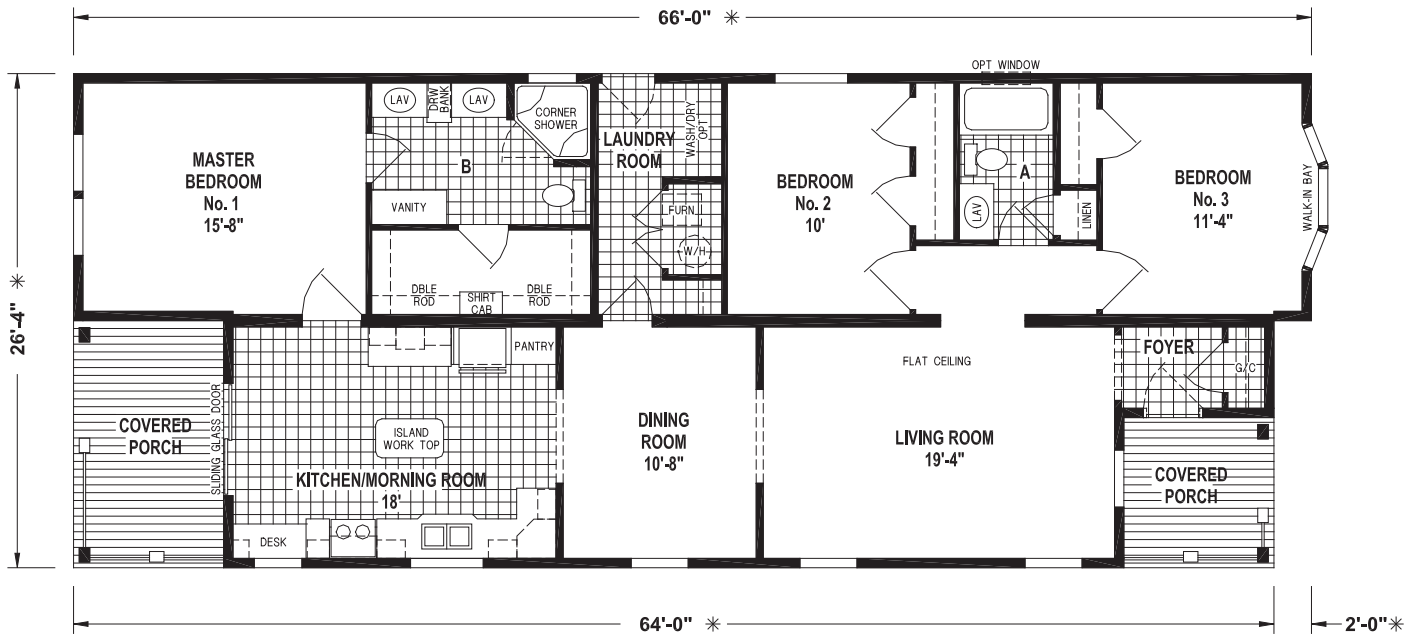 66'-0" ✳
OPT WINDOW
LAV
DRW
BANK
LAV
CORNER
SHOWER
MASTER
BEDROOM
No. 1
15'-8"
B
VANITY
LAUNDRY
ROOM
WASH/DRY
OPT
FURN
W/H
BEDROOM
No. 2
10'
A
LAV
LINEN
BEDROOM
No. 3
11'-4"
WALK-IN BAY
DBLE
ROD
SHIRT
CAB
DBLE
ROD
26'-4" ✳
PANTRY
FLAT CEILING
FOYER
G/C
COVERED
PORCH
SLIDING GLASS DOOR
ISLAND
WORK TOP
KITCHEN/MORNING ROOM
18'
DESK
DINING
ROOM
10'-8"
LIVING ROOM
19'-4"
COVERED
PORCH
64'-0" ✳
2'-0"✳